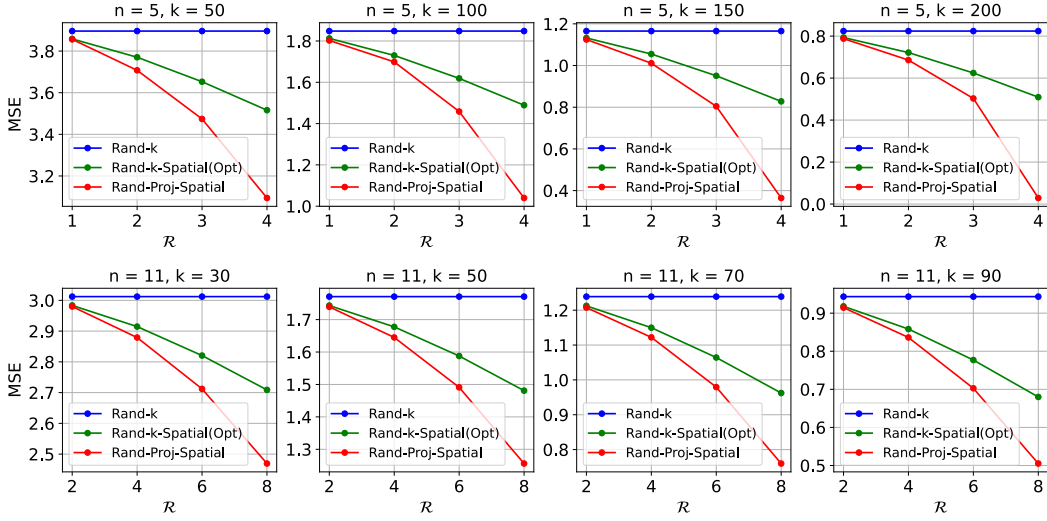 n = 5, k = 50
MSE
3.8
3.6
3.4
3.2
Rand-k
Rand-k-Spatial(Opt)
Rand-Proj-Spatial
1 2 3 4
ℛ
n = 5, k = 100
1.8
1.6
1.4
1.2
1.0
Rand-k
Rand-k-Spatial(Opt)
Rand-Proj-Spatial
1 2 3 4
ℛ
n = 5, k = 150
1.2
1.0
0.8
0.6
0.4
Rand-k
Rand-k-Spatial(Opt)
Rand-Proj-Spatial
1 2 3 4
ℛ
n = 5, k = 200
0.8
0.6
0.4
0.2
0.0
Rand-k
Rand-k-Spatial(Opt)
Rand-Proj-Spatial
1 2 3 4
ℛ
n = 11, k = 30
MSE
3.0
2.9
2.8
2.7
2.6
2.5
Rand-k
Rand-k-Spatial(Opt)
Rand-Proj-Spatial
2 4 6 8
ℛ
n = 11, k = 50
1.7
1.6
1.5
1.4
1.3
Rand-k
Rand-k-Spatial(Opt)
Rand-Proj-Spatial
2 4 6 8
ℛ
n = 11, k = 70
1.2
1.1
1.0
0.9
0.8
Rand-k
Rand-k-Spatial(Opt)
Rand-Proj-Spatial
2 4 6 8
ℛ
n = 11, k = 90
0.9
0.8
0.7
0.6
0.5
Rand-k
Rand-k-Spatial(Opt)
Rand-Proj-Spatial
2 4 6 8
ℛ